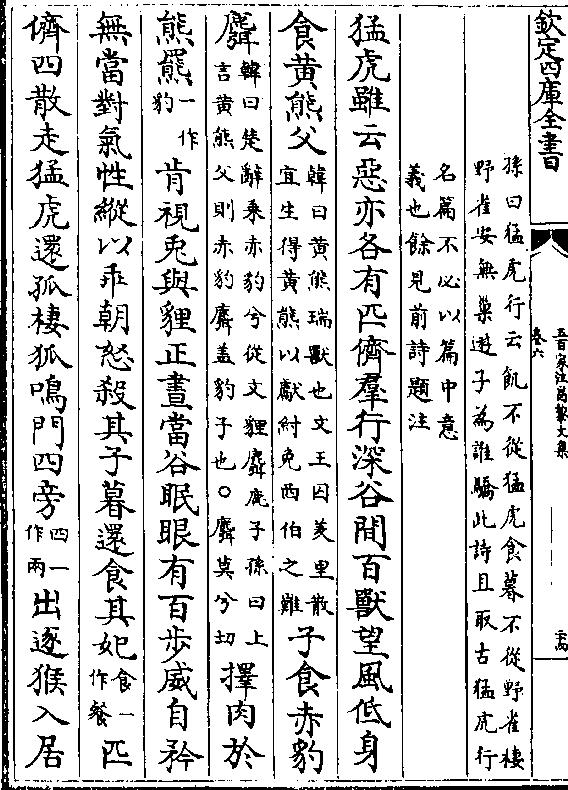 欽定四庫全書
五百家注昌黎文集
卷六
孫曰猛虎行云飢不從猛虎食暮不從野雀棲
野雀安無巢遊子為誰驕此詩且取古猛虎行
名篇不必以篇中意
義也餘見前詩題注
猛虎雖云惡亦各有匹儕羣行深谷間百獸望風低身
食黄熊父韓曰黄熊瑞獸也文王囚羑里散宜生得黄熊以獻紂免西伯之難子食赤豹
麛韓曰楚辭乘赤豹兮從文貍麛鹿子孫曰上言黄熊父則赤豹麛盖豹子也○麛莫兮切擇肉於
熊羆一作豹肯視兎與貍正晝當谷眠眼有百步威自矜
無當對氣性縱以乖朝怒殺其子暮還食其妃食一作餐匹
儕四散走猛虎還孤棲狐鳴門四旁四一作兩出逐猴入居